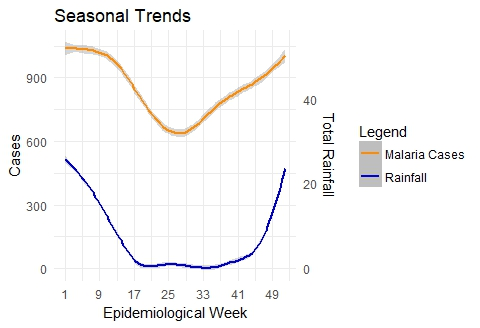 Seasonal Trends
Cases
900
600
300
0
40
20
0
Total Rainfall
1 9 17 25 33 41 49
Epidemiological Week
Legend
Malaria Cases
Rainfall